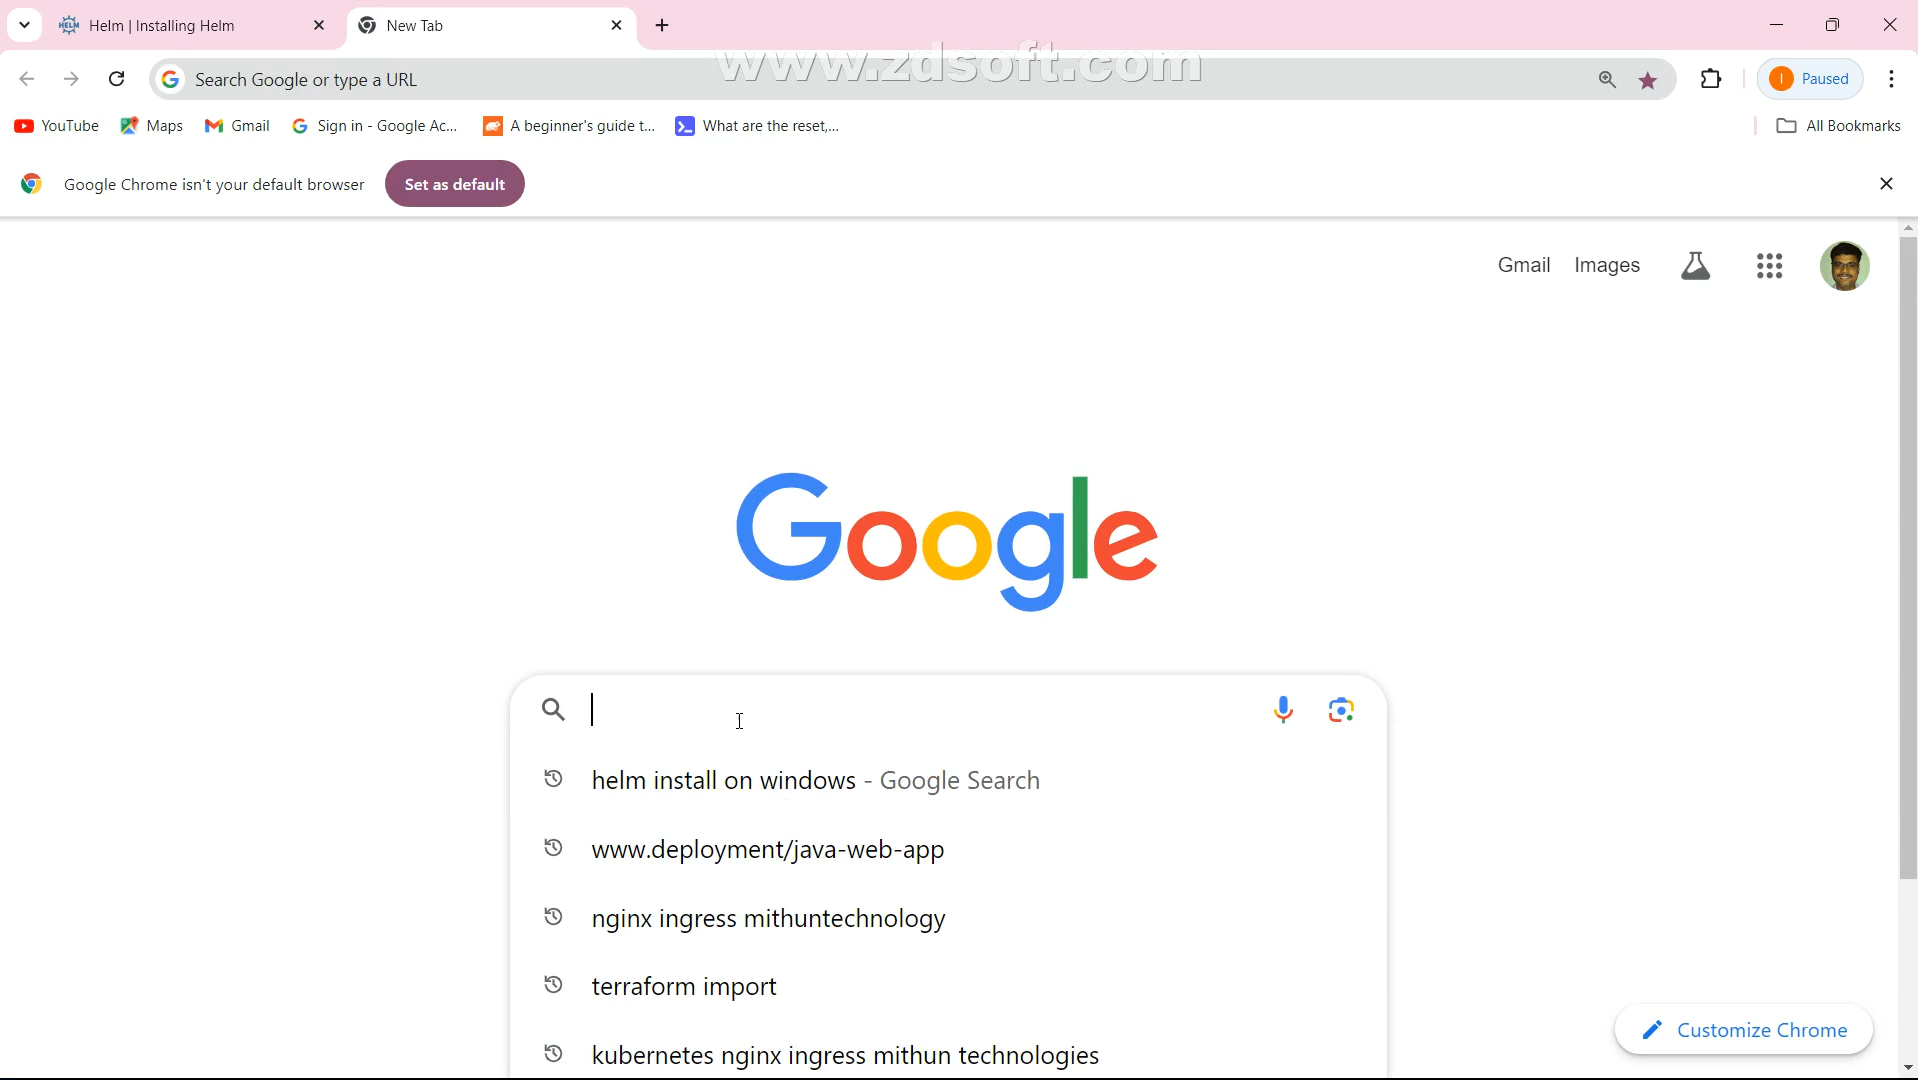 HELM Helm | Installing Helm
New Tab
www.zdsoft.com
Search Google or type a URL
I Paused
YouTube Maps Gmail Sign in - Google Ac... A beginner's guide t... What are the reset,... All Bookmarks
Google Chrome isn't your default browser Set as default
Gmail Images
Google
helm install on windows - Google Search
www.deployment/java-web-app
nginx ingress mithuntechnology
terraform import
kubernetes nginx ingress mithun technologies
Customize Chrome